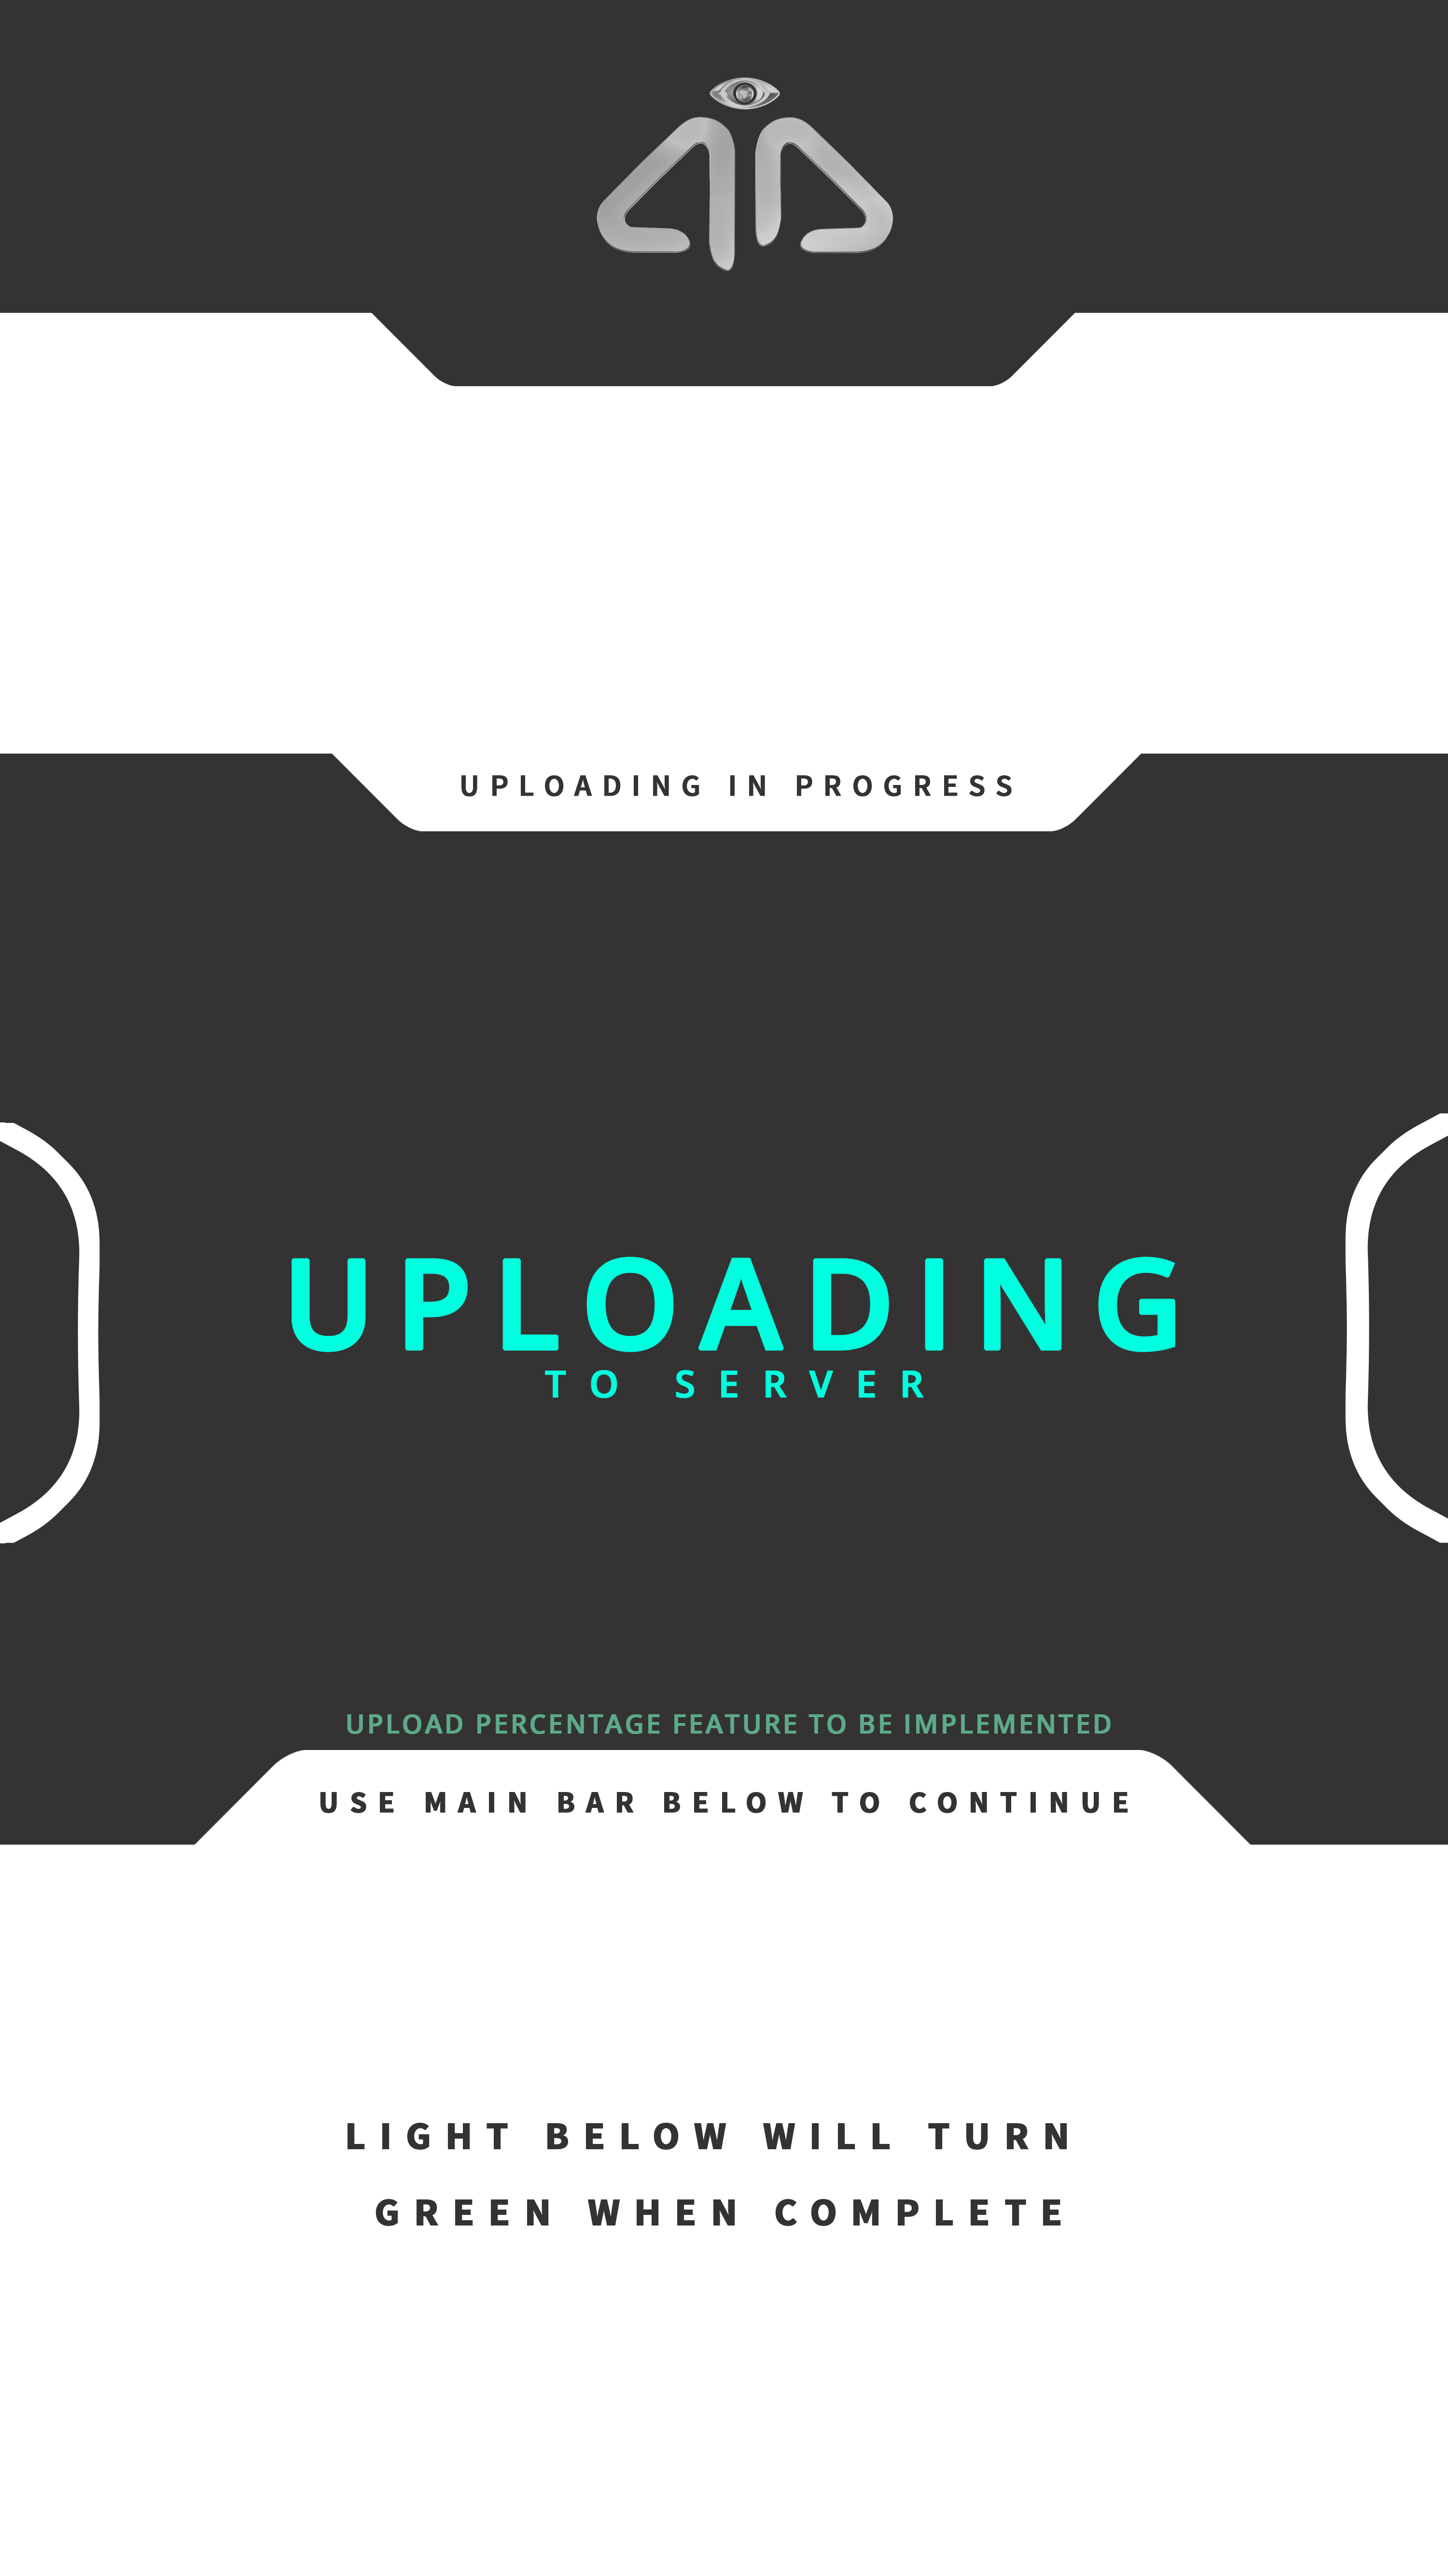 UPLOADING IN PROGRESS
UPLOADING
TO SERVER
UPLOAD PERCENTAGE FEATURE TO BE IMPLEMENTED
USE MAIN BAR BELOW TO CONTINUE
LIGHT BELOW WILL TURN
GREEN WHEN COMPLETE